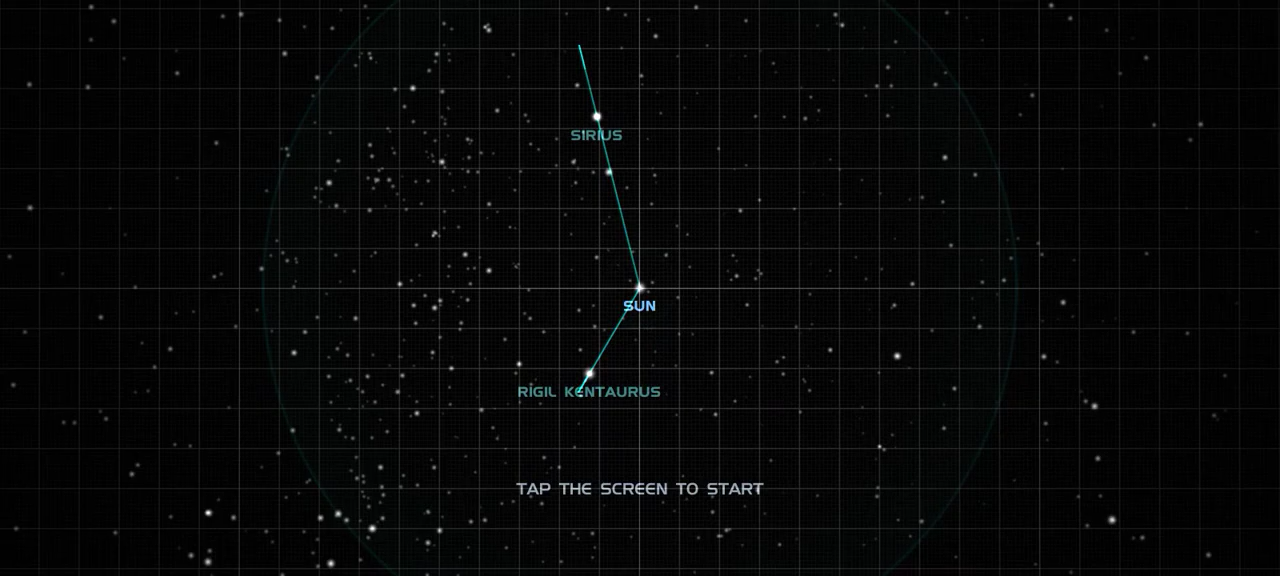 SIRIUS
SUN
RIGIL KENTAURUS
TAP THE SCREEN TO START